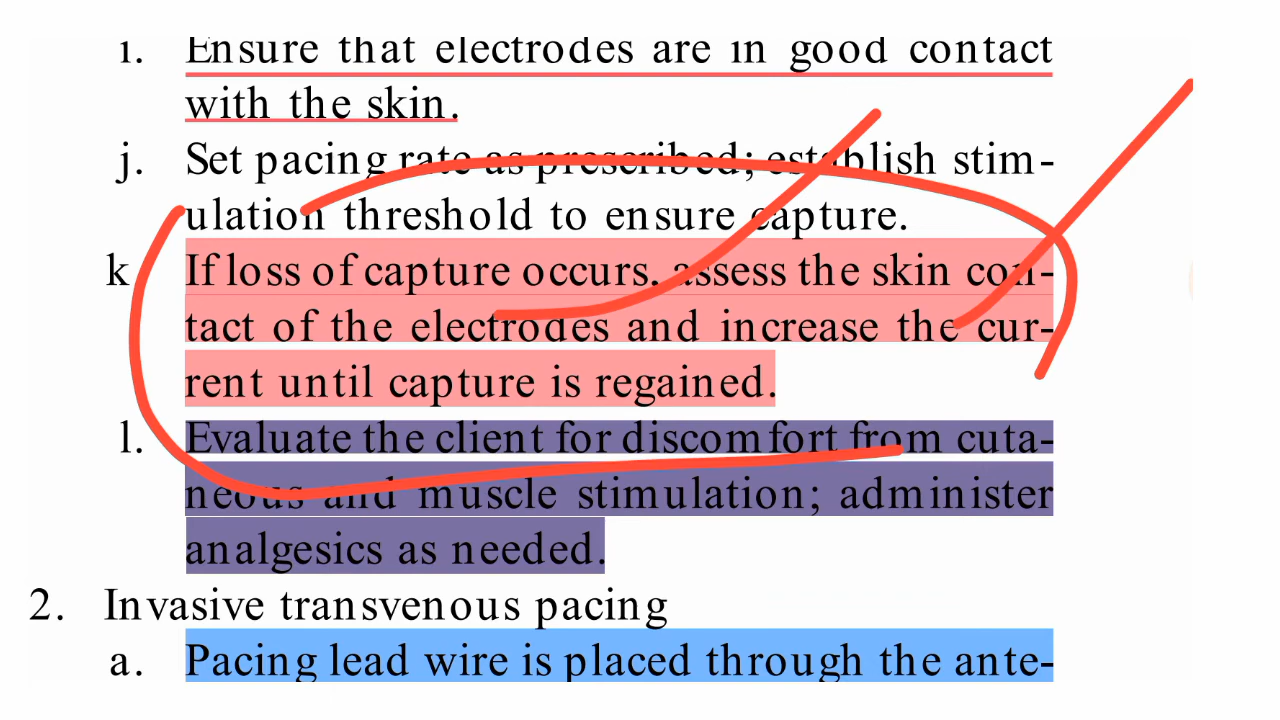 i. Ensure that electrodes are in good contact
with the skin.
j. Set pacing rate as prescribed; establish stim-
ulation threshold to ensure capture.
k. If loss of capture occurs, assess the skin con-
tact of the electrodes and increase the cur-
rent until capture is regained.
l. Evaluate the client for discomfort from cuta-
neous and muscle stimulation; administer
analgesics as needed.
2. Invasive transvenous pacing
a. Pacing lead wire is placed through the ante-